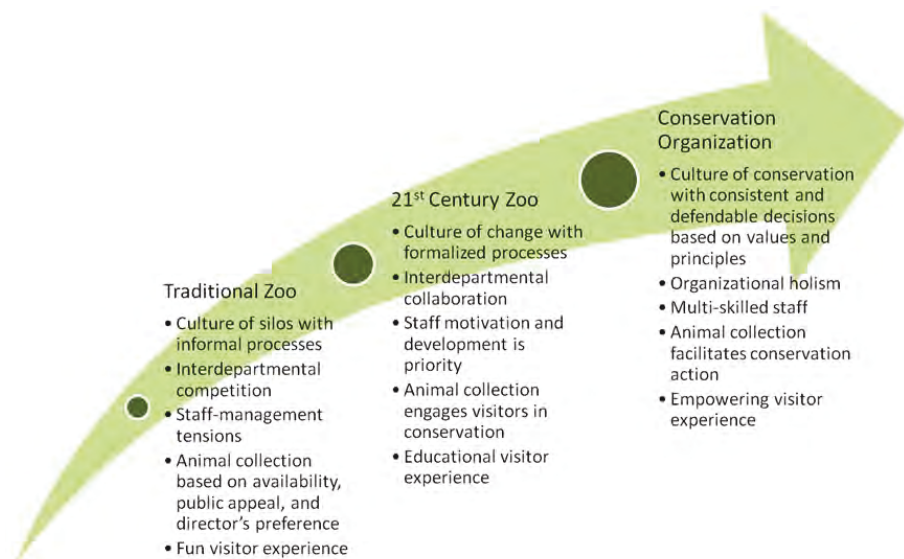 Traditional Zoo
• Culture of silos with
informal processes
• Interdepartmental
competition
• Staff-management
tensions
• Animal collection
based on availability,
public appeal, and
director's preference
• Fun visitor experience
21st Century Zoo
• Culture of change with
formalized processes
• Interdepartmental
collaboration
• Staff motivation and
development is
priority
• Animal collection
engages visitors in
conservation
• Educational visitor
experience
Conservation
Organization
• Culture of conservation
with consistent and
defendable decisions
based on values and
principles
• Organizational holism
• Multi-skilled staff
• Animal collection
facilitates conservation
action
• Empowering visitor
experience